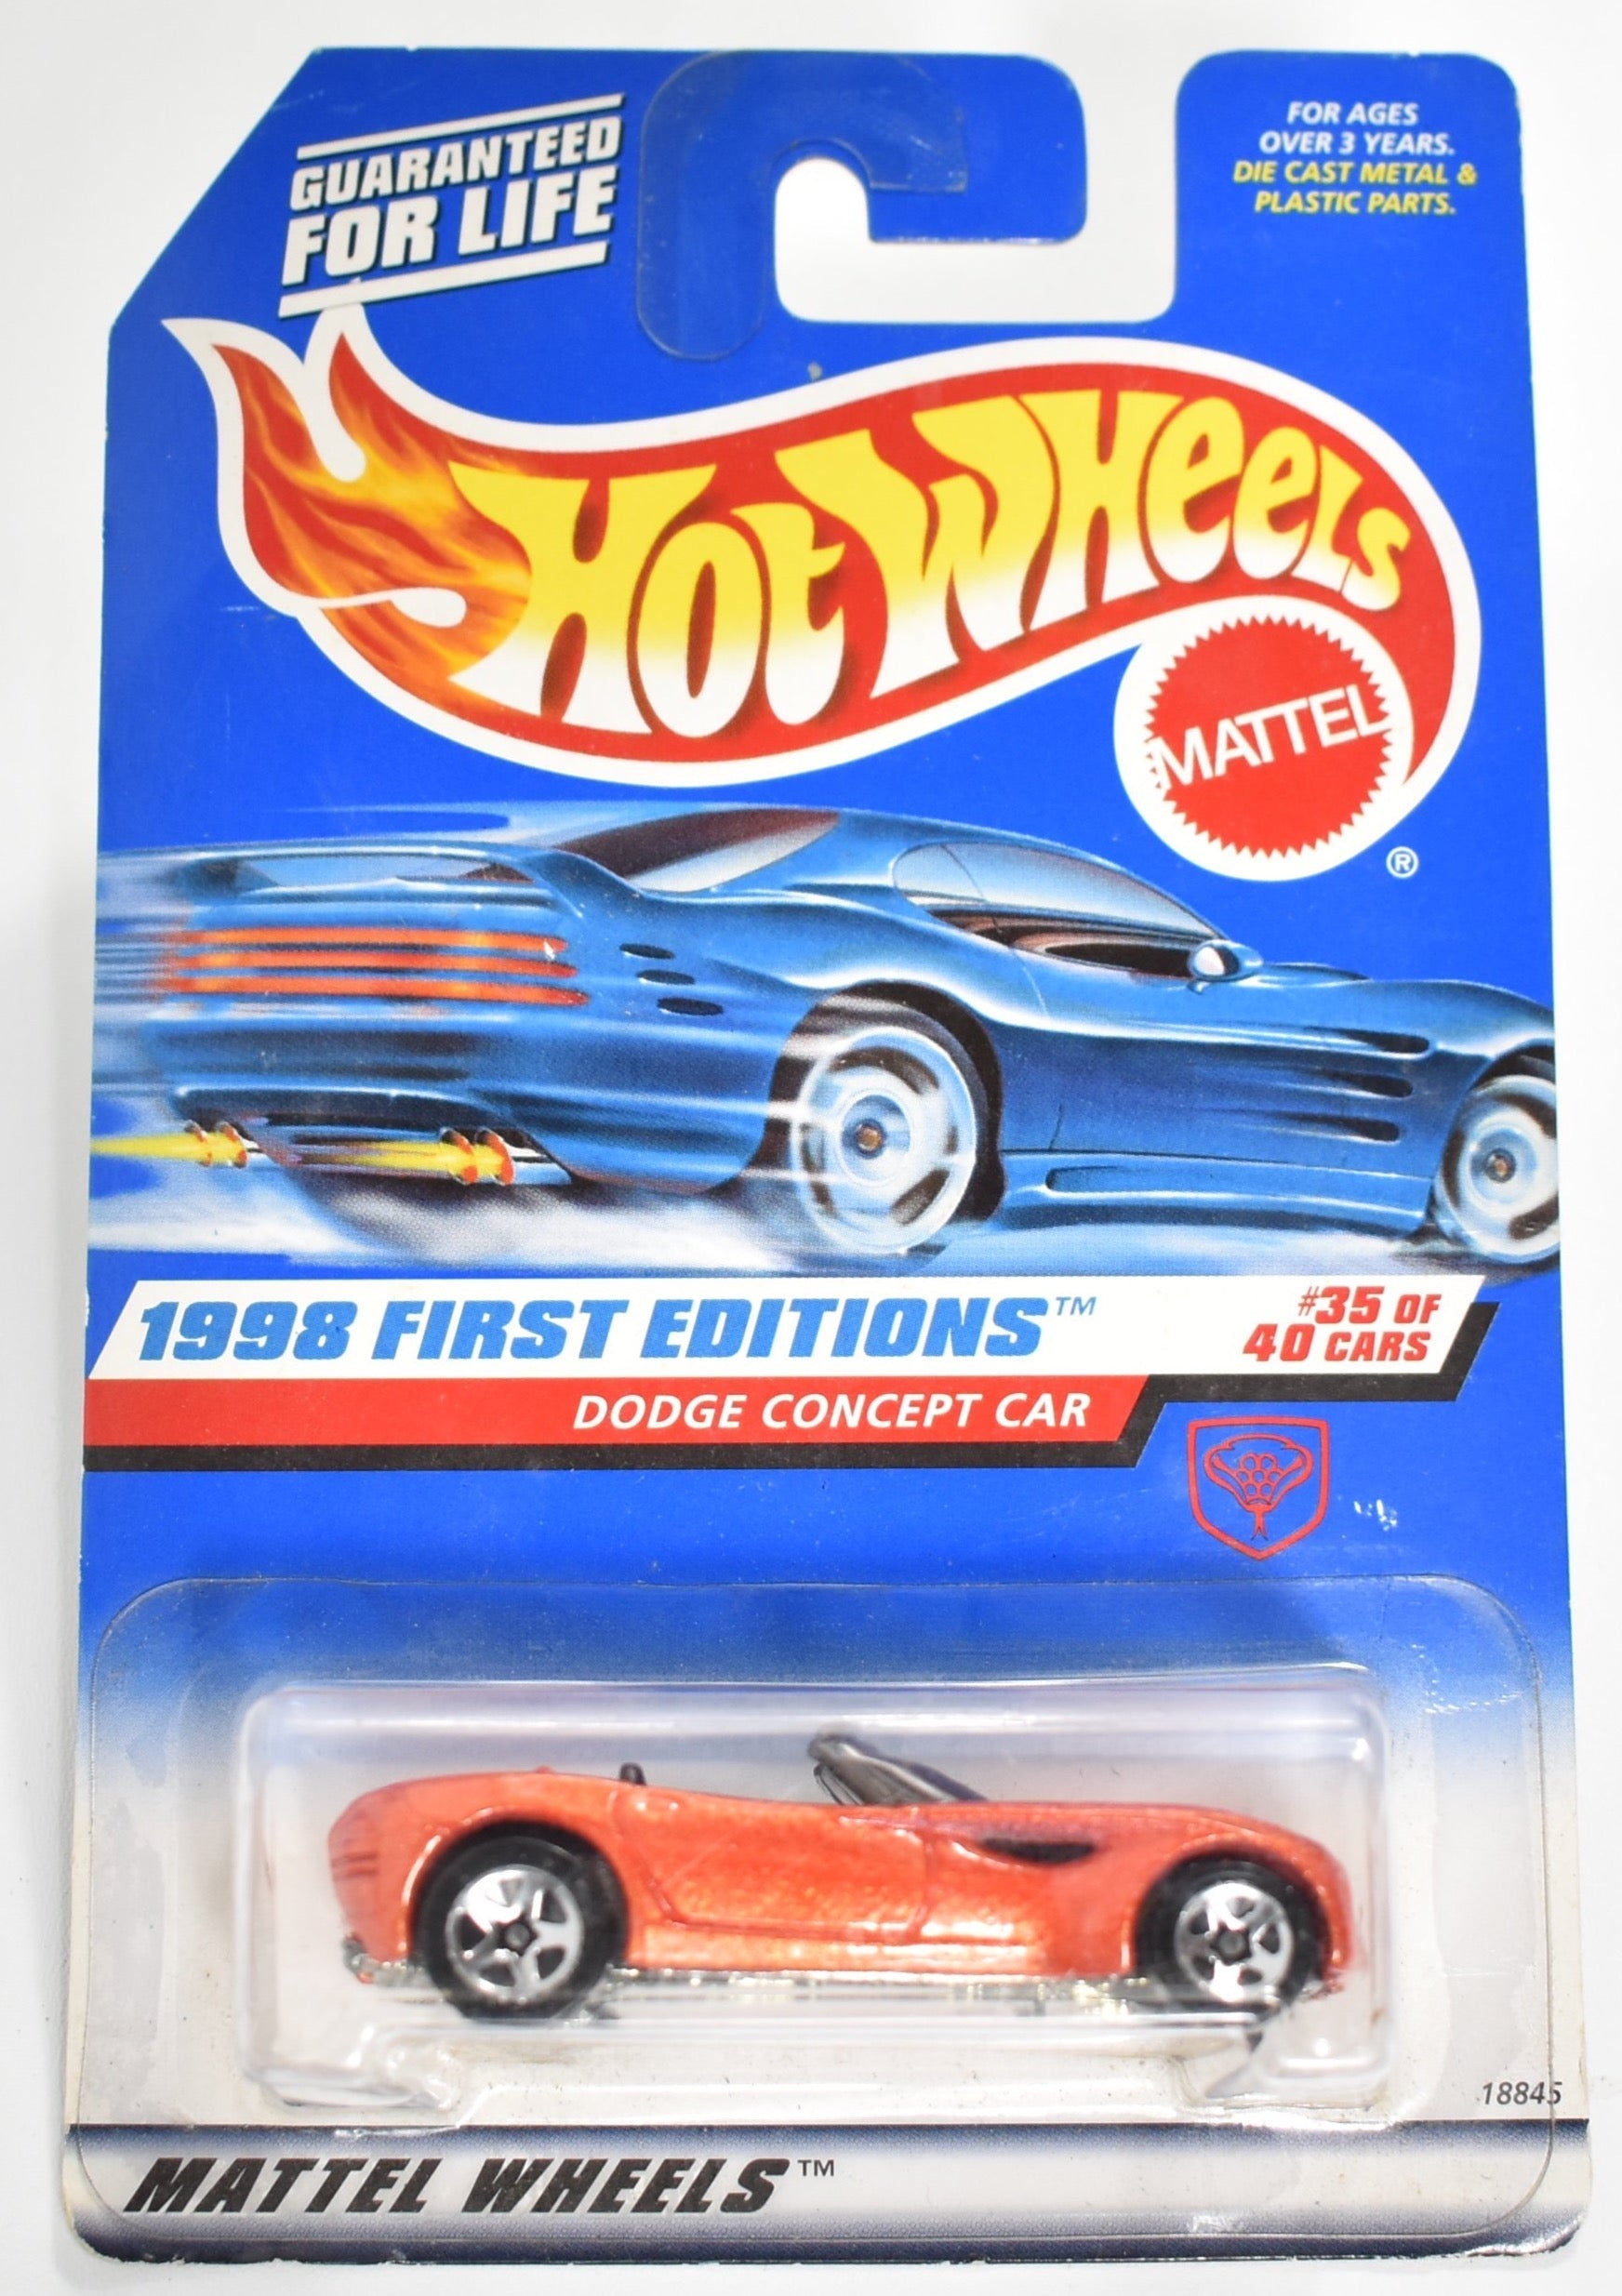 GUARANTEED
FOR LIFE
FOR AGES
OVER 3 YEARS.
DIE CAST METAL &
PLASTIC PARTS.
HOT WHEELS
MATTEL
®
1998 FIRST EDITIONS™
#35 OF
40 CARS
DODGE CONCEPT CAR
18845
MATTEL WHEELS™